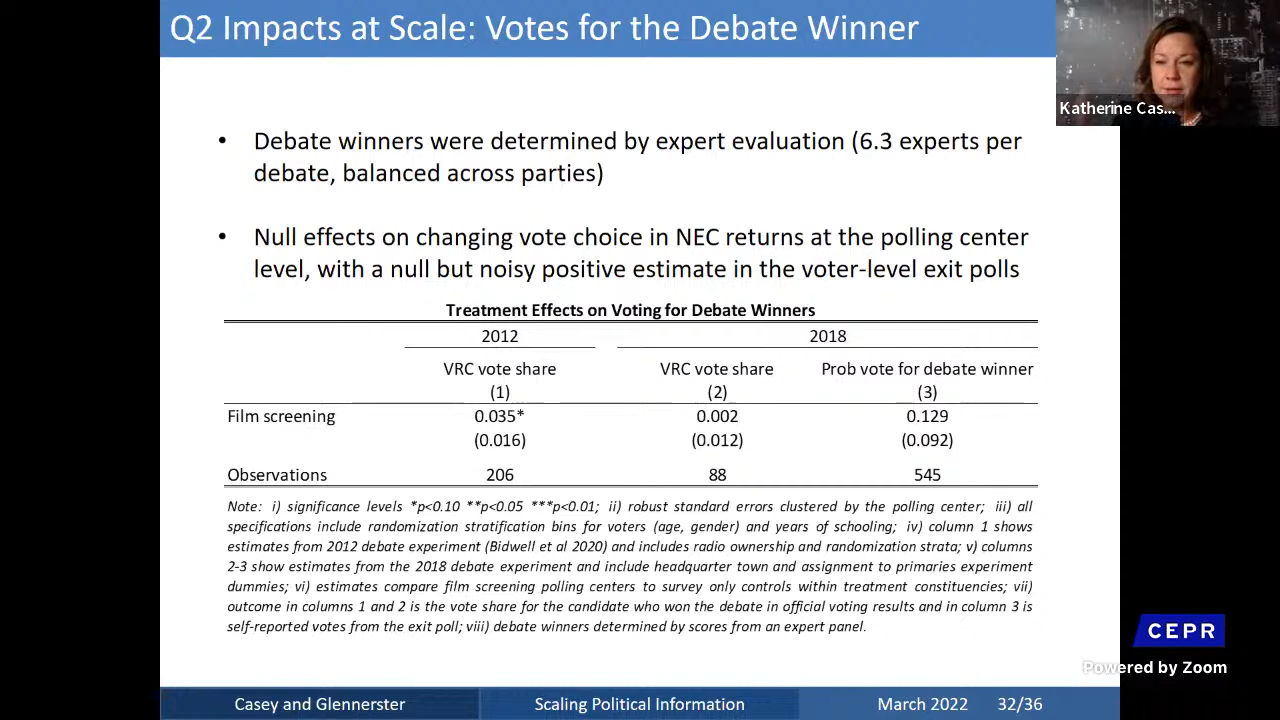 Q2 Impacts at Scale: Votes for the Debate Winner
Katherine Cas...
• Debate winners were determined by expert evaluation (6.3 experts per
debate, balanced across parties)
• Null effects on changing vote choice in NEC returns at the polling center
level, with a null but noisy positive estimate in the voter-level exit polls
Treatment Effects on Voting for Debate Winners
2012 2018
VRC vote share VRC vote share Prob vote for debate winner
(1) (2) (3)
Film screening 0.035* 0.002 0.129
(0.016) (0.012) (0.092)
Observations 206 88 545
Note: i) significance levels *p<0.10 **p<0.05 ***p<0.01; ii) robust standard errors clustered by the polling center; iii) all
specifications include randomization stratification bins for voters (age, gender) and years of schooling; iv) column 1 shows
estimates from 2012 debate experiment (Bidwell et al 2020) and includes radio ownership and randomization strata; v) columns
2-3 show estimates from the 2018 debate experiment and include headquarter town and assignment to primaries experiment
dummies; vi) estimates compare film screening polling centers to survey only controls within treatment constituencies; vii)
outcome in columns 1 and 2 is the vote share for the candidate who won the debate in official voting results and in column 3 is
self-reported votes from the exit poll; viii) debate winners determined by scores from an expert panel.
CEPR
Powered by Zoom
Casey and Glennerster Scaling Political Information March 2022 32/36